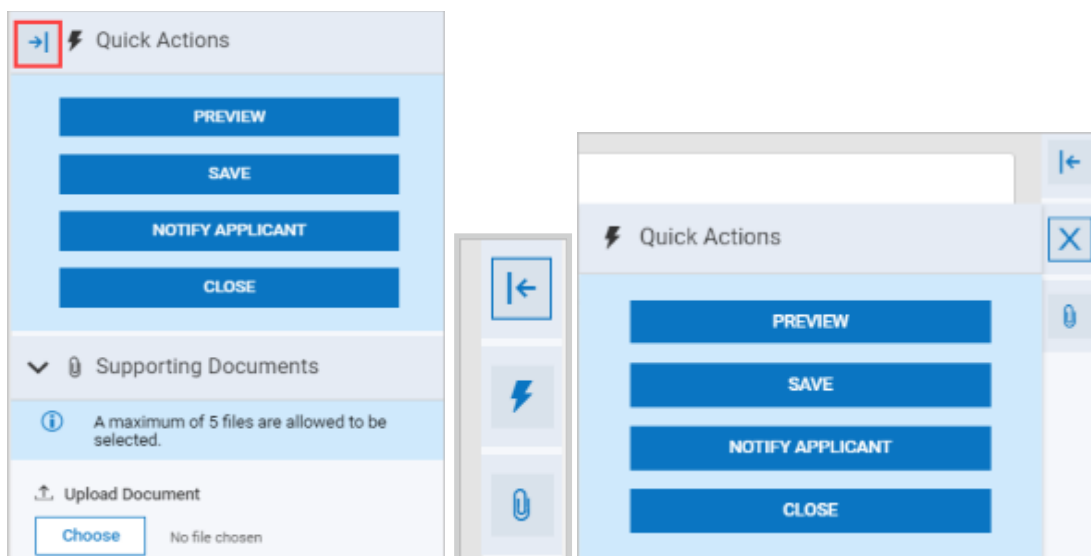 Quick Actions
PREVIEW
SAVE
NOTIFY APPLICANT
CLOSE
Supporting Documents
A maximum of 5 files are allowed to be
selected.
Upload Document
Choose No file chosen
Quick Actions
PREVIEW
SAVE
NOTIFY APPLICANT
CLOSE